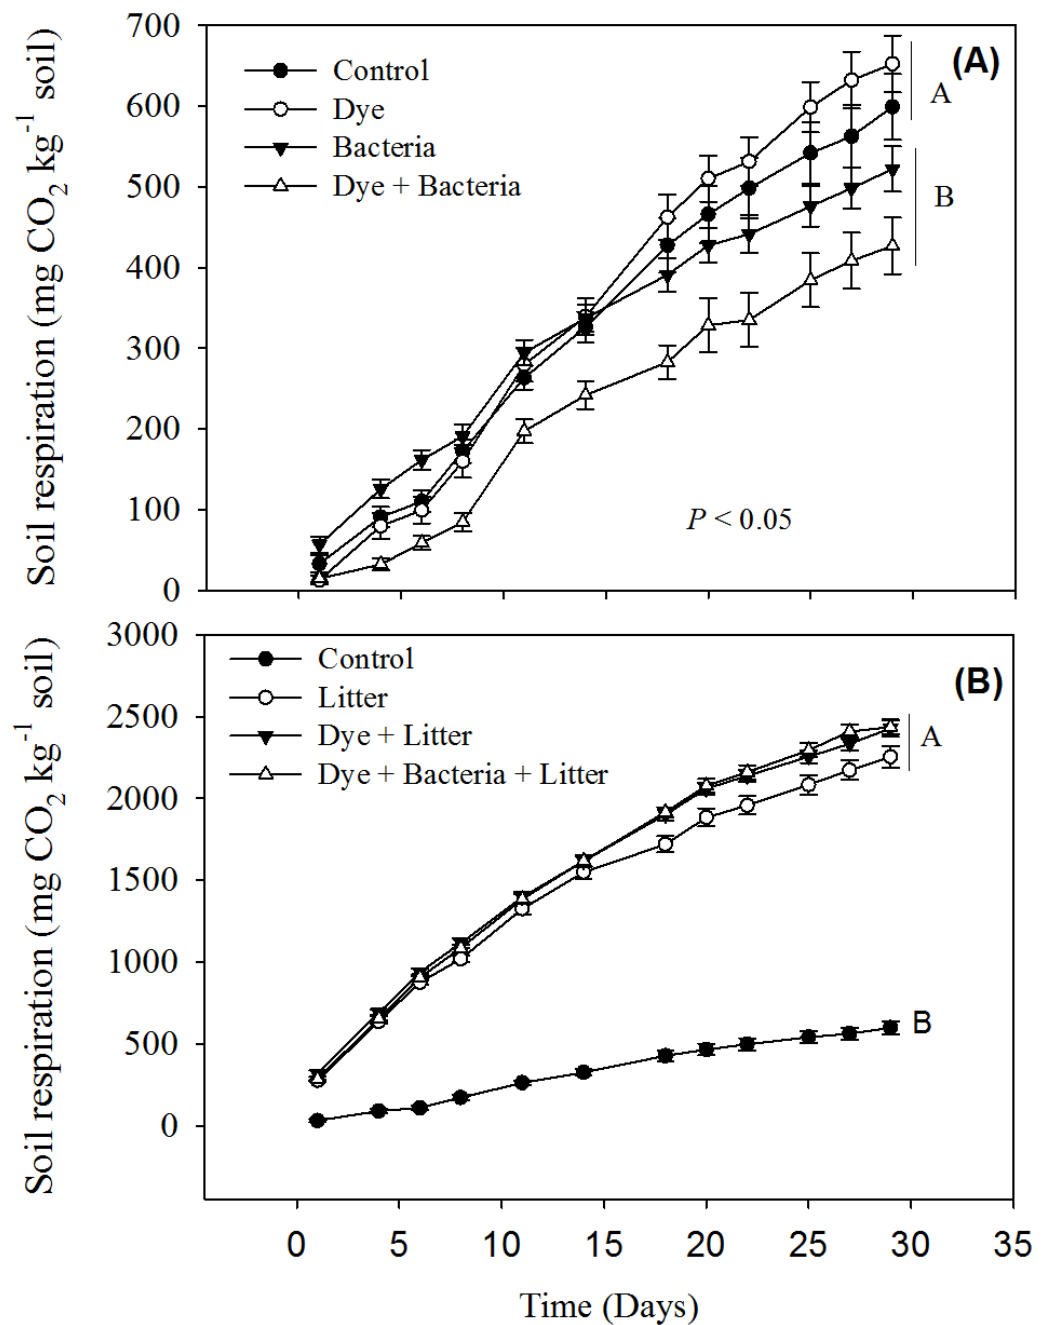 Soil respiration (mg CO₂ kg⁻¹ soil)
700
600
500
400
300
200
100
0
Control
Dye
Bacteria
Dye + Bacteria
(A)
A
B
P < 0.05
Soil respiration (mg CO₂ kg⁻¹ soil)
3000
2500
2000
1500
1000
500
0
Control
Litter
Dye + Litter
Dye + Bacteria + Litter
(B)
A
B
0 5 10 15 20 25 30 35
Time (Days)